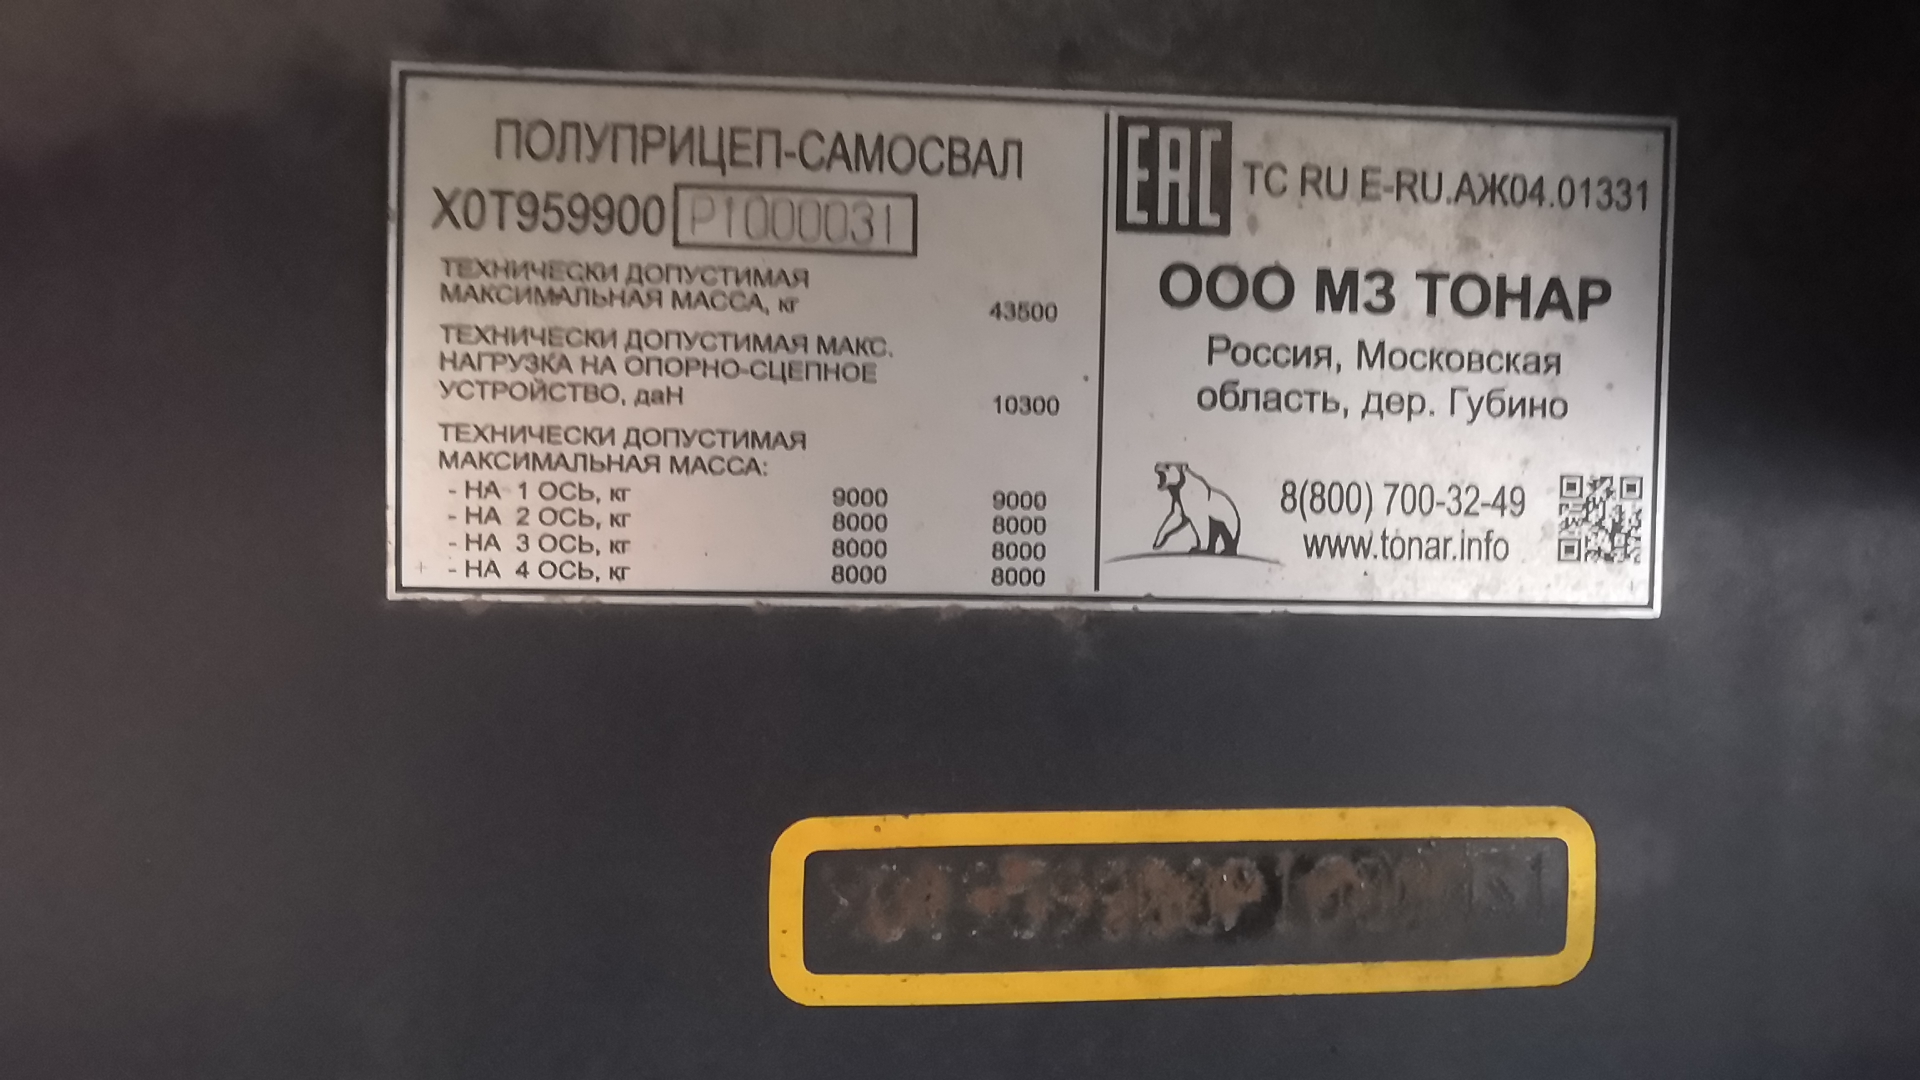 ПОЛУПРИЦЕП-САМОСВАЛ
X0T959900 P1000031
ТЕХНИЧЕСКИ ДОПУСТИМАЯ
МАКСИМАЛЬНАЯ МАССА, кг 43500
ТЕХНИЧЕСКИ ДОПУСТИМАЯ МАКС.
НАГРУЗКА НА ОПОРНО-СЦЕПНОЕ
УСТРОЙСТВО, даН 10300
ТЕХНИЧЕСКИ ДОПУСТИМАЯ
МАКСИМАЛЬНАЯ МАССА:
- НА 1 ОСЬ, кг 9000 9000
- НА 2 ОСЬ, кг 8000 8000
- НА 3 ОСЬ, кг 8000 8000
- НА 4 ОСЬ, кг 8000 8000
EAC ТС RU E-RU.АЖ04.01331
ООО МЗ ТОНАР
Россия, Московская
область, дер. Губино
8(800) 700-32-49
www.tonar.info